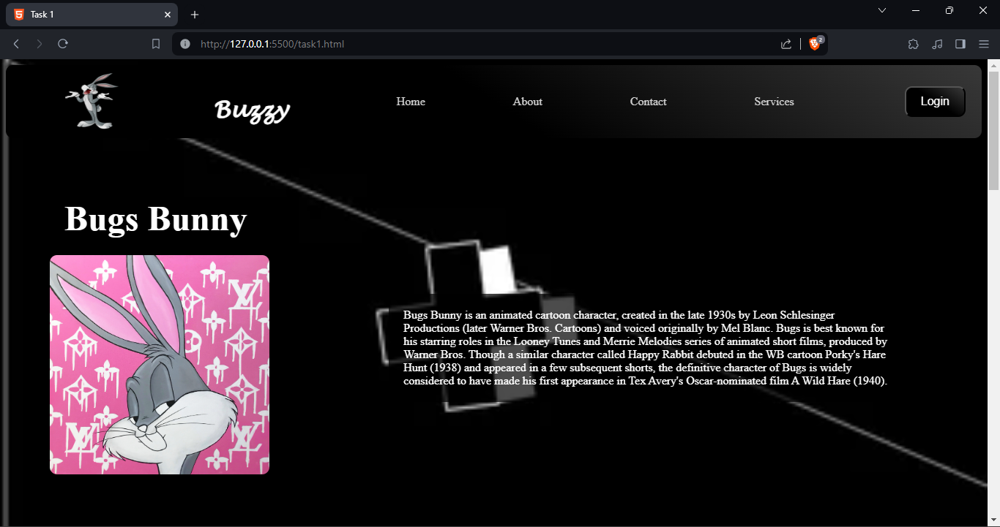 Task 1
http://127.0.0.1:5500/task1.html
2
Buzzy
Home
About
Contact
Services
Login
Bugs Bunny
Bugs Bunny is an animated cartoon character, created in the late 1930s by Leon Schlesinger
Productions (later Warner Bros. Cartoons) and voiced originally by Mel Blanc. Bugs is best known for
his starring roles in the Looney Tunes and Merrie Melodies series of animated short films, produced by
Warner Bros. Though a similar character called Happy Rabbit debuted in the WB cartoon Porky's Hare
Hunt (1938) and appeared in a few subsequent shorts, the definitive character of Bugs is widely
considered to have made his first appearance in Tex Avery's Oscar-nominated film A Wild Hare (1940).